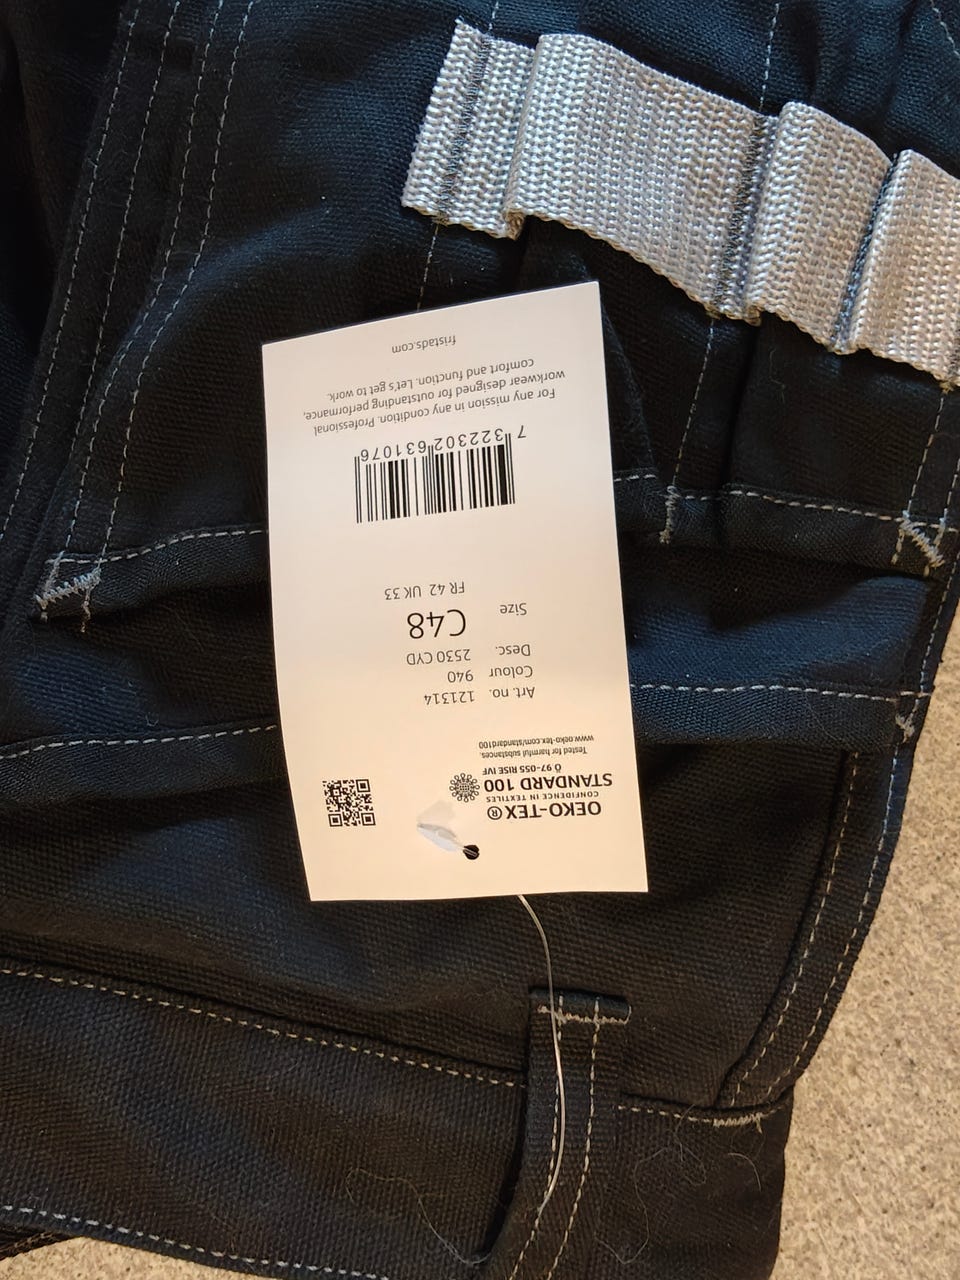 OEKO-TEX®
CONFIDENCE IN TEXTILES
STANDARD 100
Ö 97-055 RISE IVF
Tested for harmful substances.
www.oeko-tex.com/standard100
Art. no. 121314
Colour 940
Desc. 2530 CYD
Size C48
FR 42 UK 33
7 322302 631076
For any mission in any condition. Professional
workwear designed for outstanding performance,
comfort and function. Let's get to work.
fristads.com